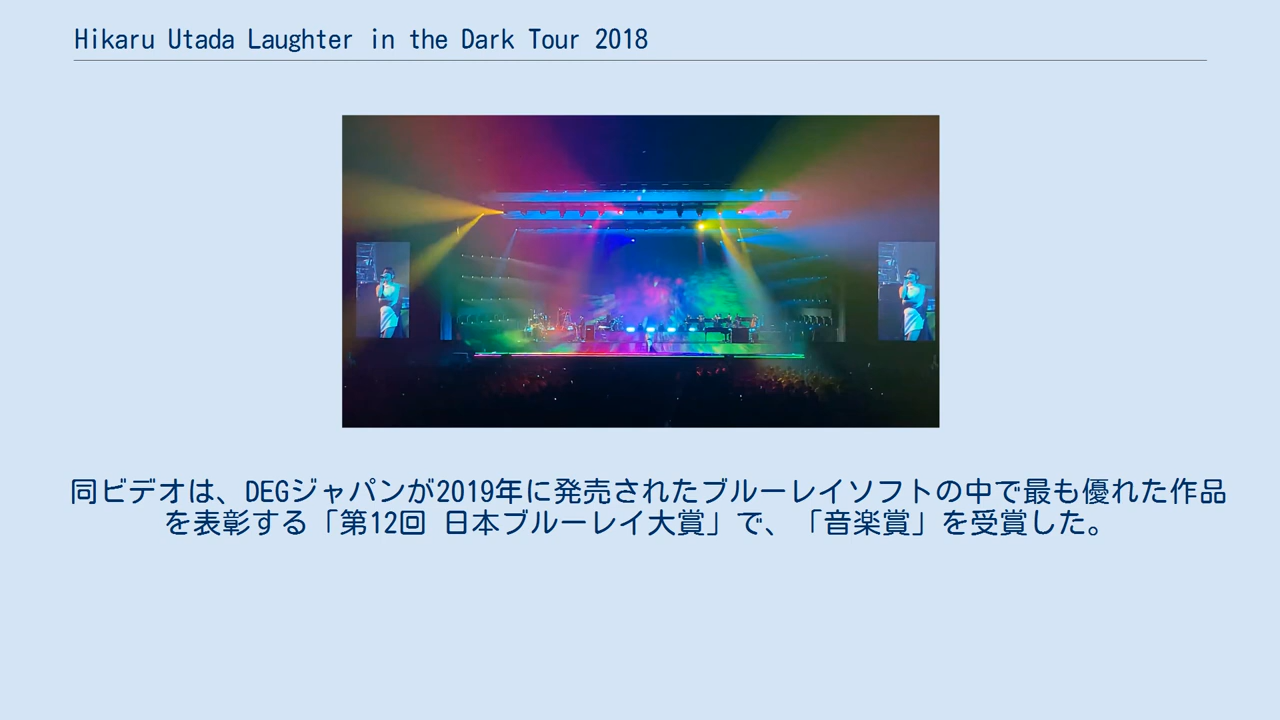 Hikaru Utada Laughter in the Dark Tour 2018
同ビデオは、DEGジャパンが2019年に発売されたブルーレイソフトの中で最も優れた作品
を表彰する「第12回 日本ブルーレイ大賞」で、「音楽賞」を受賞した。